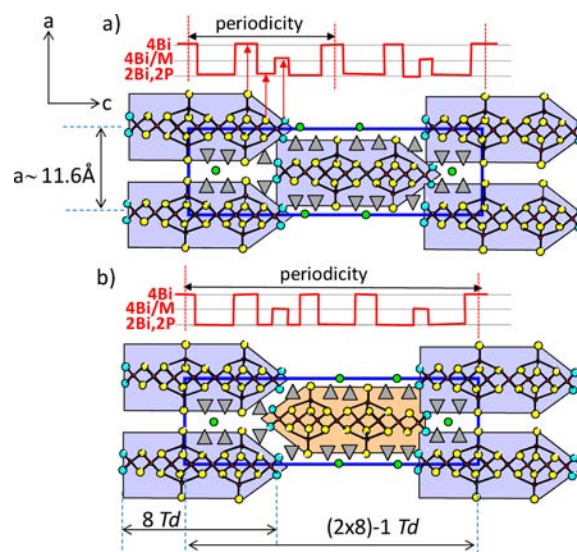 a
a)
periodicity
4Bi
4Bi/M
2Bi,2P
c
a~ 11.6Å
b)
periodicity
4Bi
4Bi/M
2Bi,2P
8 Td
(2x8)-1 Td